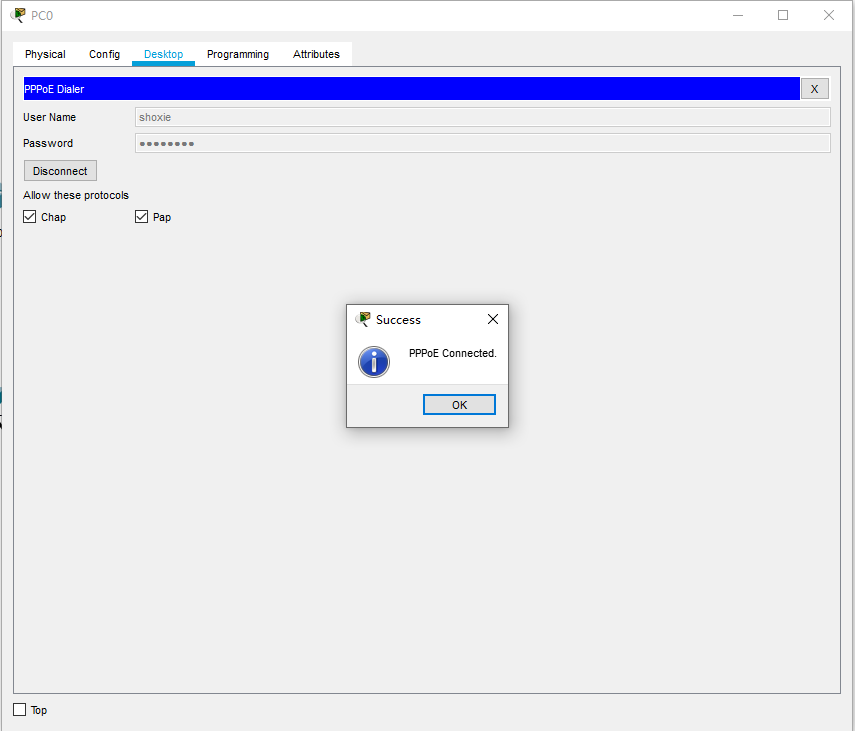 PC0
Physical Config Desktop Programming Attributes
PPPoE Dialer X
User Name shoxie
Password ●●●●●●●●
Disconnect
Allow these protocols
Chap Pap
Success
PPPoE Connected.
OK
Top